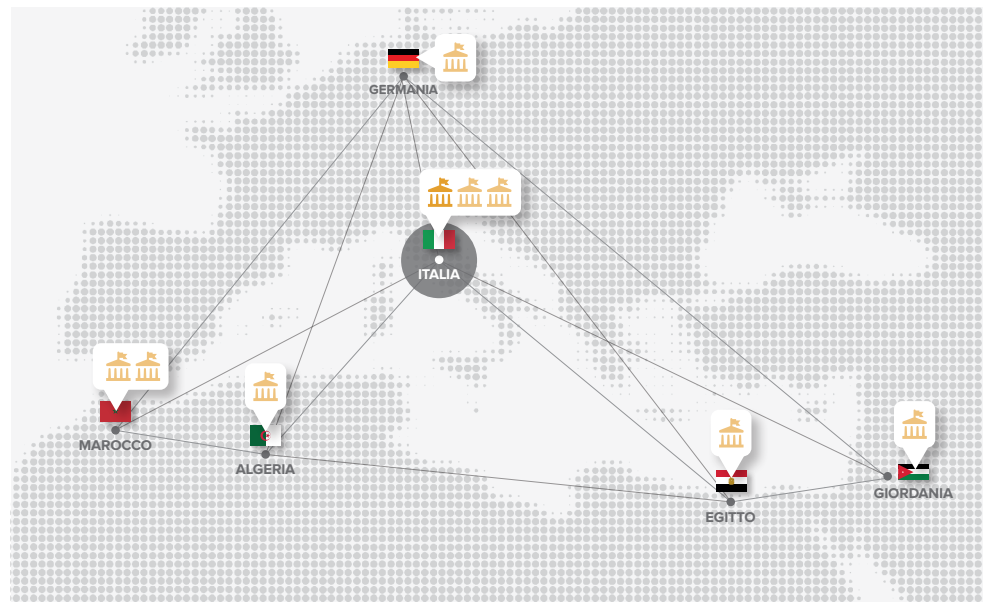 GERMANIA
ITALIA
MAROCCO
ALGERIA
EGITTO
GIORDANIA